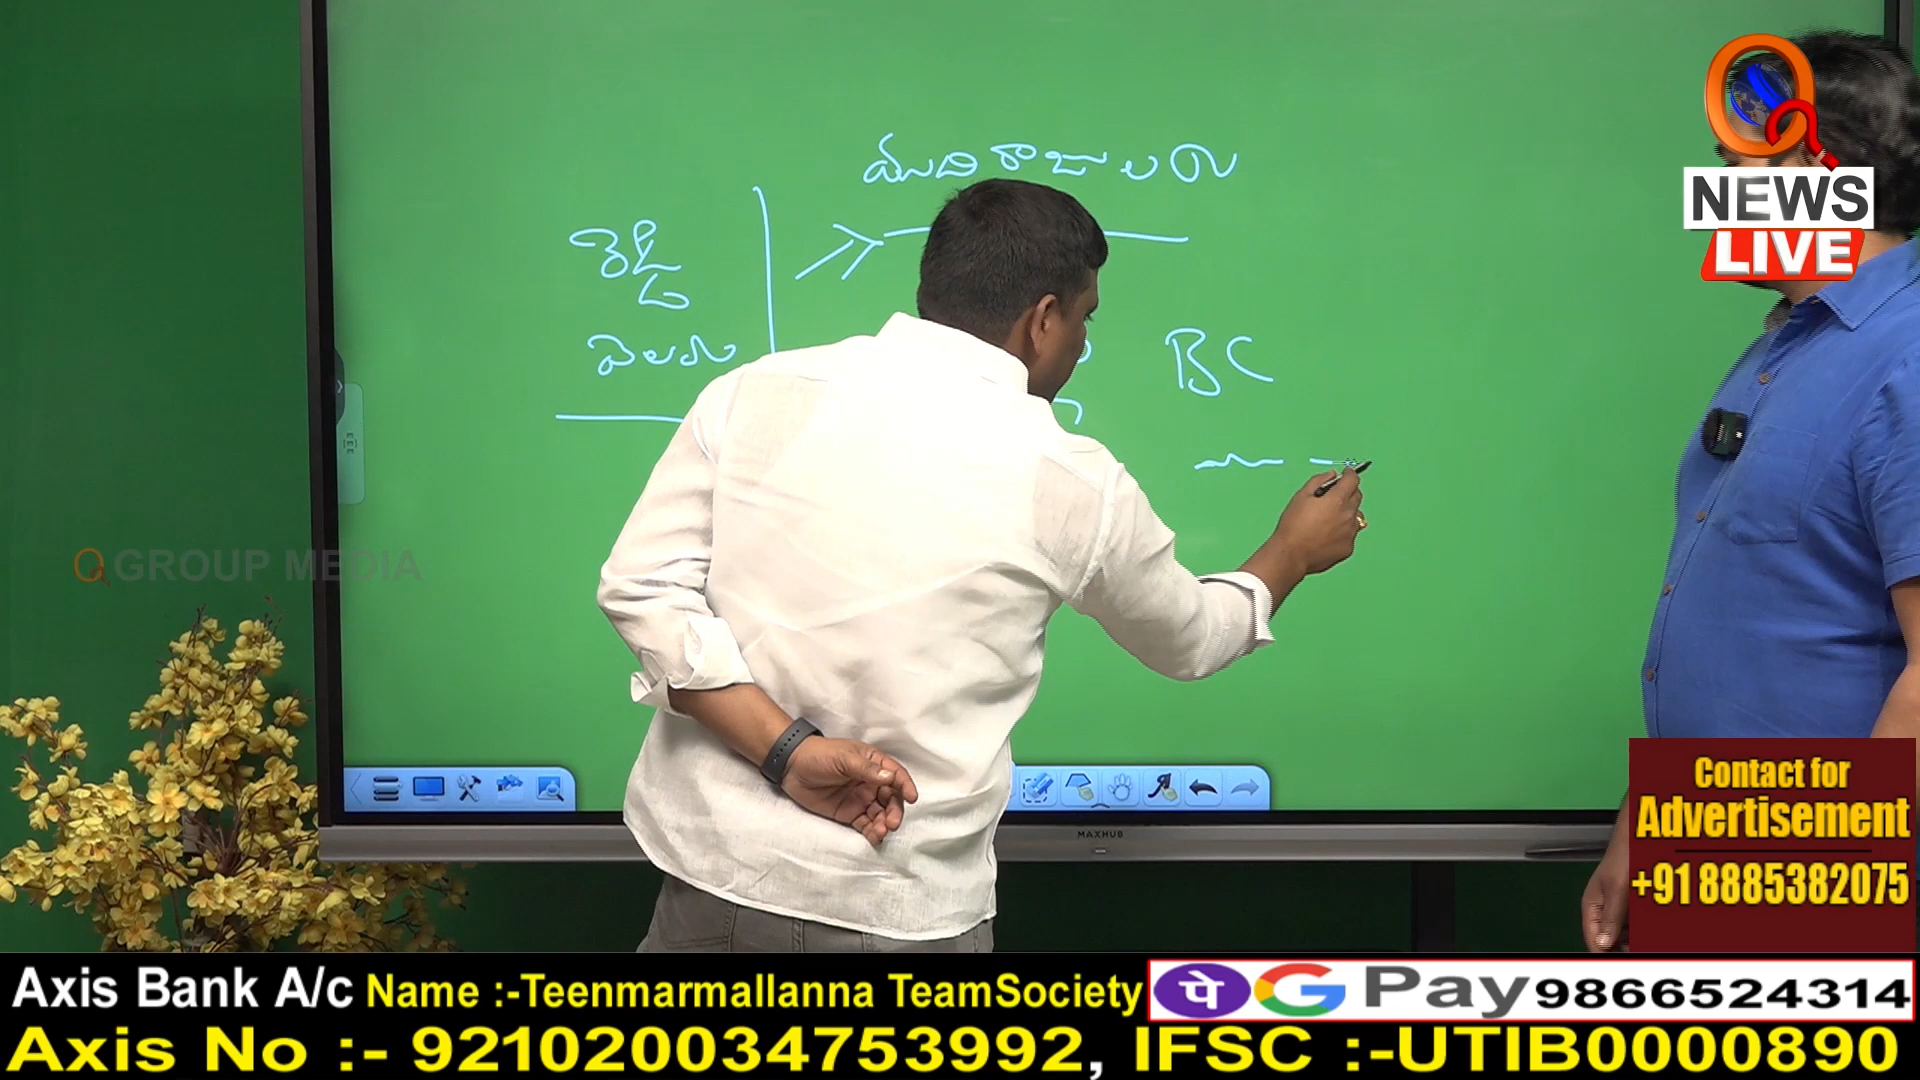 ముదిరాజులు
రెడ్డి
వెలమ
BC
Q
NEWS
LIVE
Q GROUP MEDIA
MAXHUB
Contact for
Advertisement
+91 8885382075
Axis Bank A/c Name :-Teenmarmallanna TeamSociety पे G Pay 9866524314
Axis No :- 921020034753992, IFSC :-UTIB0000890